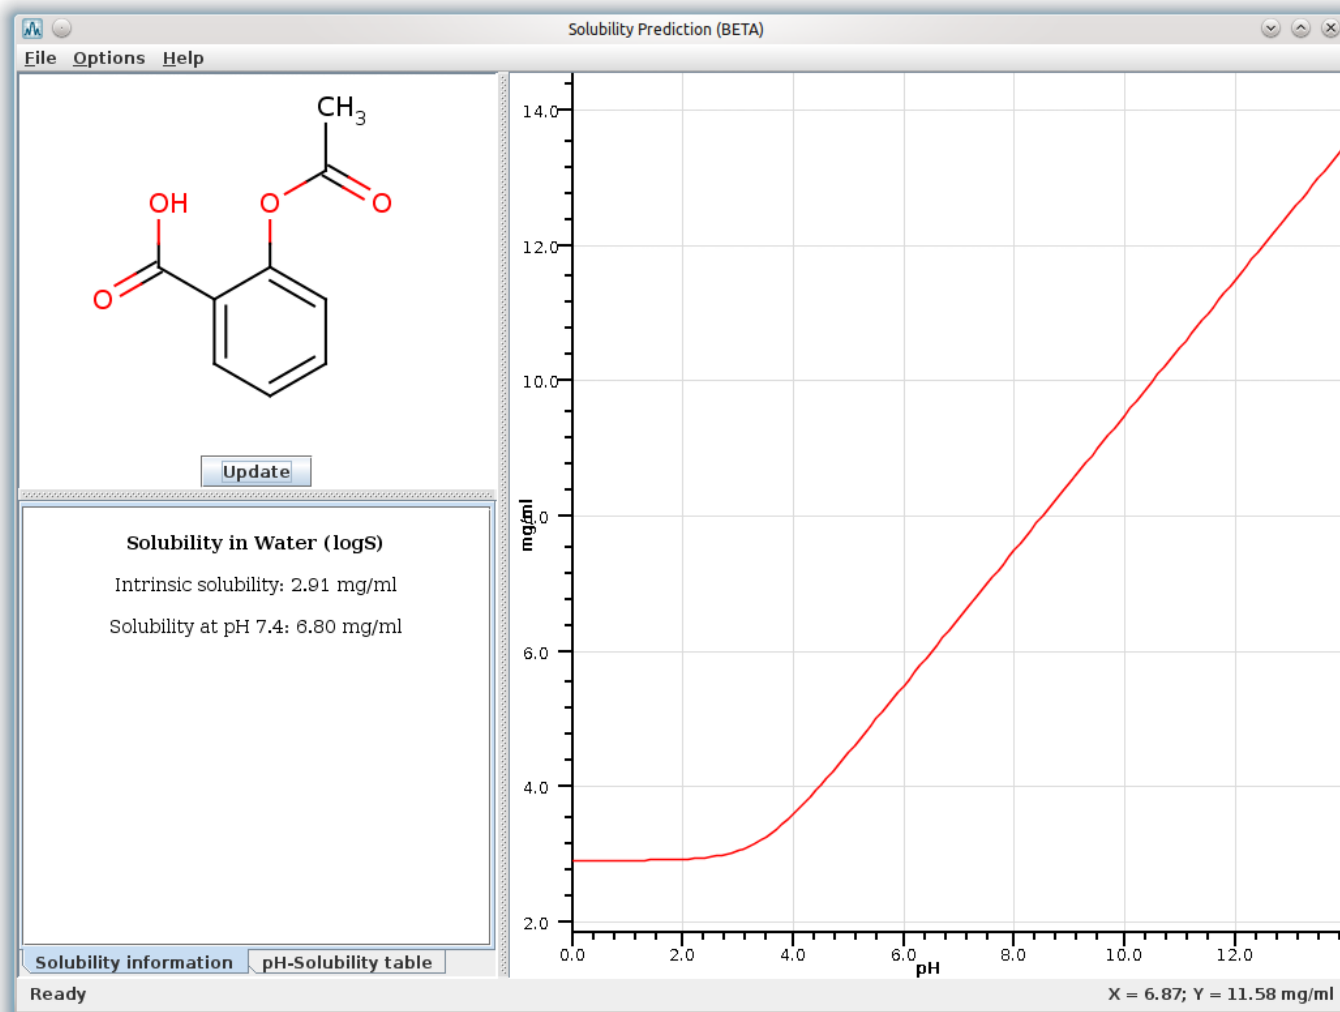 Solubility Prediction (BETA)
File Options Help
CH3
OH
O
O
O
Update
Solubility in Water (logS)
Intrinsic solubility: 2.91 mg/ml
Solubility at pH 7.4: 6.80 mg/ml
Solubility information
pH-Solubility table
14.0
12.0
10.0
8.0
6.0
4.0
2.0
mg/ml
0.0 2.0 4.0 6.0 8.0 10.0 12.0
pH
Ready
X = 6.87; Y = 11.58 mg/ml